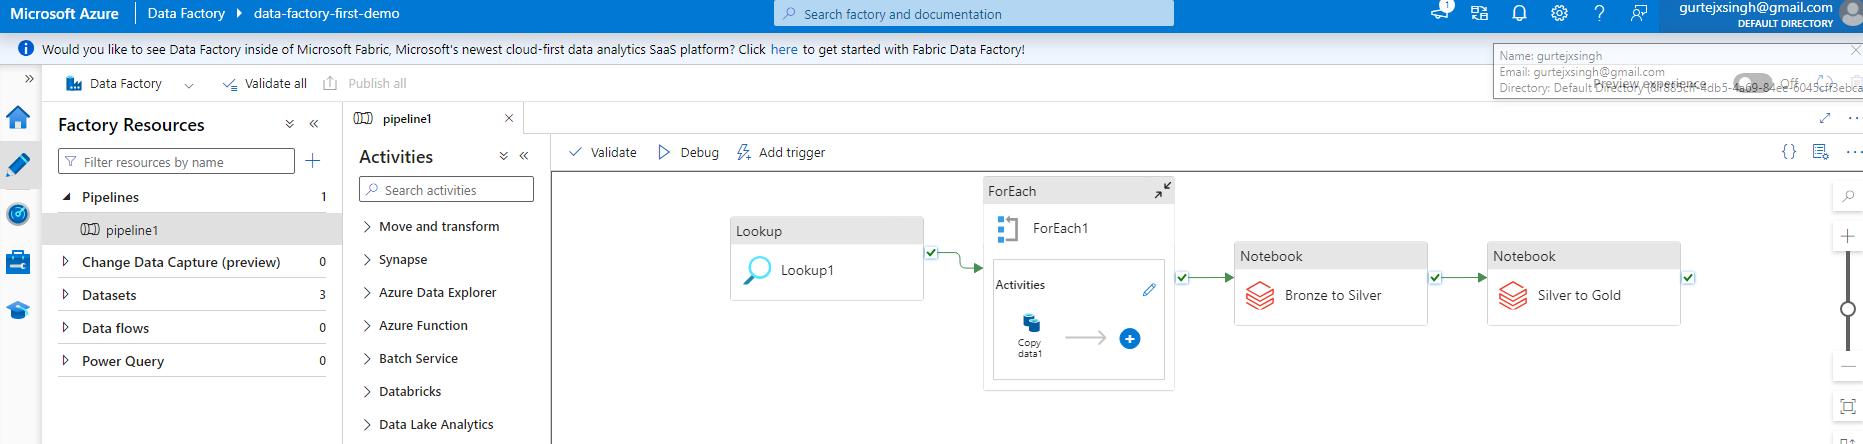 Microsoft Azure
Data Factory
data-factory-first-demo
Search factory and documentation
1
gurtejxsingh@gmail.com
DEFAULT DIRECTORY
Would you like to see Data Factory inside of Microsoft Fabric, Microsoft's newest cloud-first data analytics SaaS platform? Click here to get started with Fabric Data Factory!
Name: gurtejxsingh
Email: gurtejxsingh@gmail.com
Directory: Default Directory
Data Factory
Validate all
Publish all
Preview experience
Off
Factory Resources
Filter resources by name
Pipelines 1
pipeline1
Change Data Capture (preview) 0
Datasets 3
Data flows 0
Power Query 0
pipeline1
Activities
Search activities
Move and transform
Synapse
Azure Data Explorer
Azure Function
Batch Service
Databricks
Data Lake Analytics
Validate
Debug
Add trigger
{}
Lookup
Lookup1
ForEach
ForEach1
Activities
Copy
data1
Notebook
Bronze to Silver
Notebook
Silver to Gold